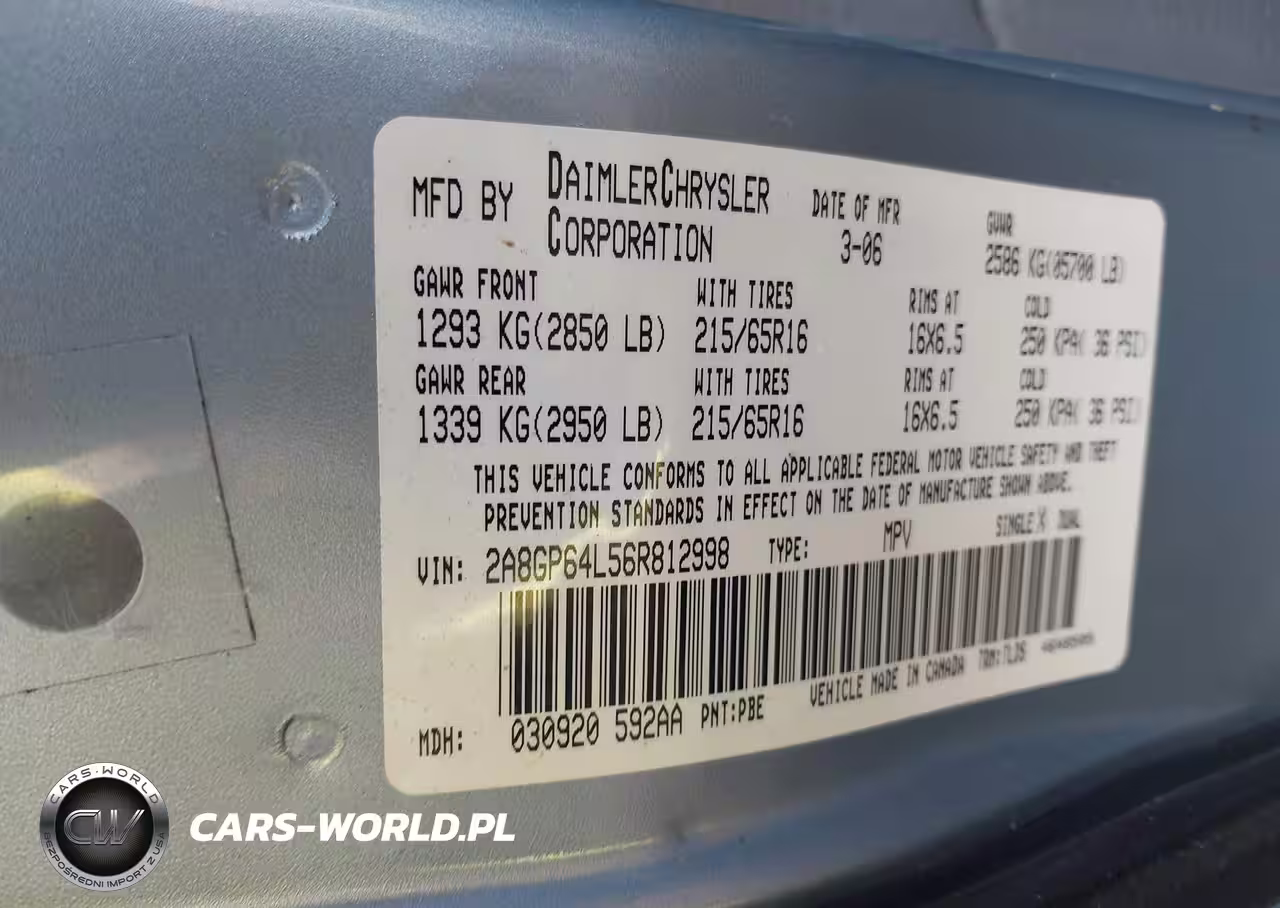 MFD BY DAIMLERCHRYSLER CORPORATION DATE OF MFR 3-06 GVWR 2586 KG(05700 LB)
GAWR FRONT WITH TIRES RIMS AT COLD
1293 KG(2850 LB) 215/65R16 16X6.5 250 KPA( 36 PSI)
GAWR REAR WITH TIRES RIMS AT COLD
1339 KG(2950 LB) 215/65R16 16X6.5 250 KPA( 36 PSI)
THIS VEHICLE CONFORMS TO ALL APPLICABLE FEDERAL MOTOR VEHICLE SAFETY AND THEFT
PREVENTION STANDARDS IN EFFECT ON THE DATE OF MANUFACTURE SHOWN ABOVE.
VIN: 2A8GP64L56R812998 TYPE: MPV SINGLE X DUAL
VEHICLE MADE IN CANADA TRM:TLDS
MDH: 030920 592AA PNT:PBE
CARS-WORLD
CW
BEZPOŚREDNI IMPORT Z USA
CARS-WORLD.PL